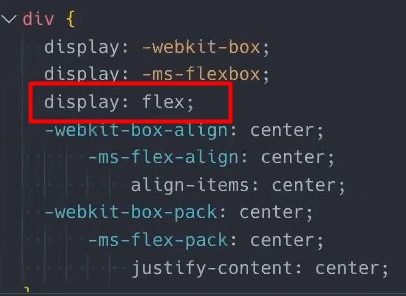 div {
display: -webkit-box;
display: -ms-flexbox;
display: flex;
-webkit-box-align: center;
-ms-flex-align: center;
align-items: center;
-webkit-box-pack: center;
-ms-flex-pack: center;
justify-content: center;
}